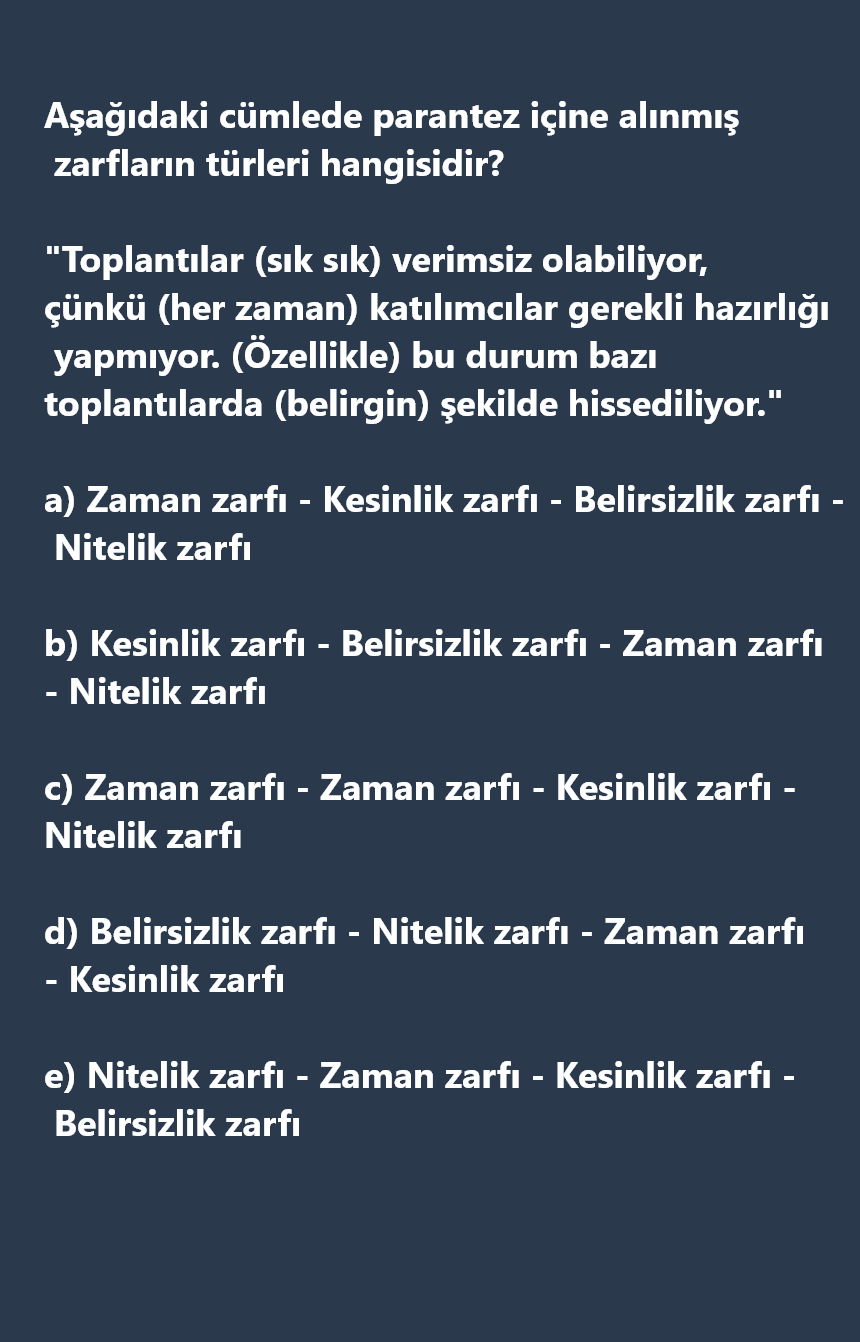 Aşağıdaki cümlede parantez içine alınmış
zarfların türleri hangisidir?
"Toplantılar (sık sık) verimsiz olabiliyor,
çünkü (her zaman) katılımcılar gerekli hazırlığı
yapmıyor. (Özellikle) bu durum bazı
toplantılarda (belirgin) şekilde hissediliyor."
a) Zaman zarfı - Kesinlik zarfı - Belirsizlik zarfı -
Nitelik zarfı
b) Kesinlik zarfı - Belirsizlik zarfı - Zaman zarfı
- Nitelik zarfı
c) Zaman zarfı - Zaman zarfı - Kesinlik zarfı -
Nitelik zarfı
d) Belirsizlik zarfı - Nitelik zarfı - Zaman zarfı
- Kesinlik zarfı
e) Nitelik zarfı - Zaman zarfı - Kesinlik zarfı -
Belirsizlik zarfı